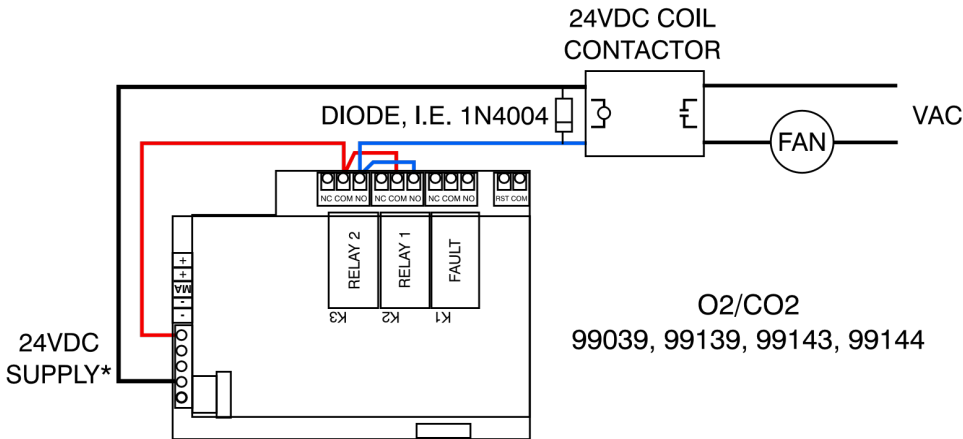 24VDC COIL
CONTACTOR
DIODE, I.E. 1N4004
VAC
FAN
NC COM NO NC COM NO NC COM NO RST COM
RELAY 2
RELAY 1
FAULT
+
+
MA
-
-
K3
K2
K1
24VDC
SUPPLY*
O2/CO2
99039, 99139, 99143, 99144